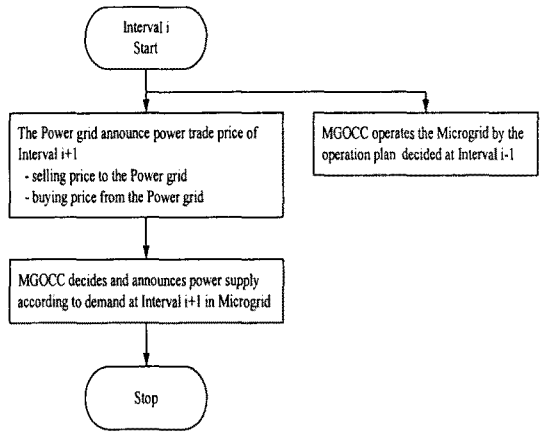 Interval i
Start
The Power grid announce power trade price of
Interval i+1
- selling price to the Power grid
- buying price from the Power grid
MGOCC operates the Microgrid by the
operation plan decided at Interval i-1
MGOCC decides and announces power supply
according to demand at Interval i+1 in Microgrid
Stop